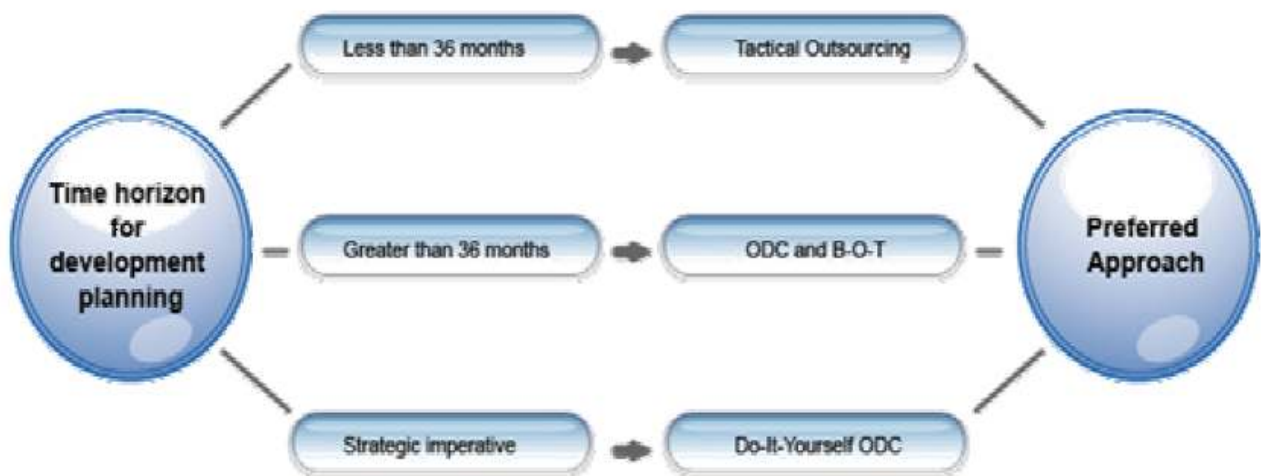 Less than 36 months
Tactical Outsourcing
Time horizon
for
development
planning
Greater than 36 months
ODC and B-O-T
Preferred
Approach
Strategic imperative
Do-It-Yourself ODC